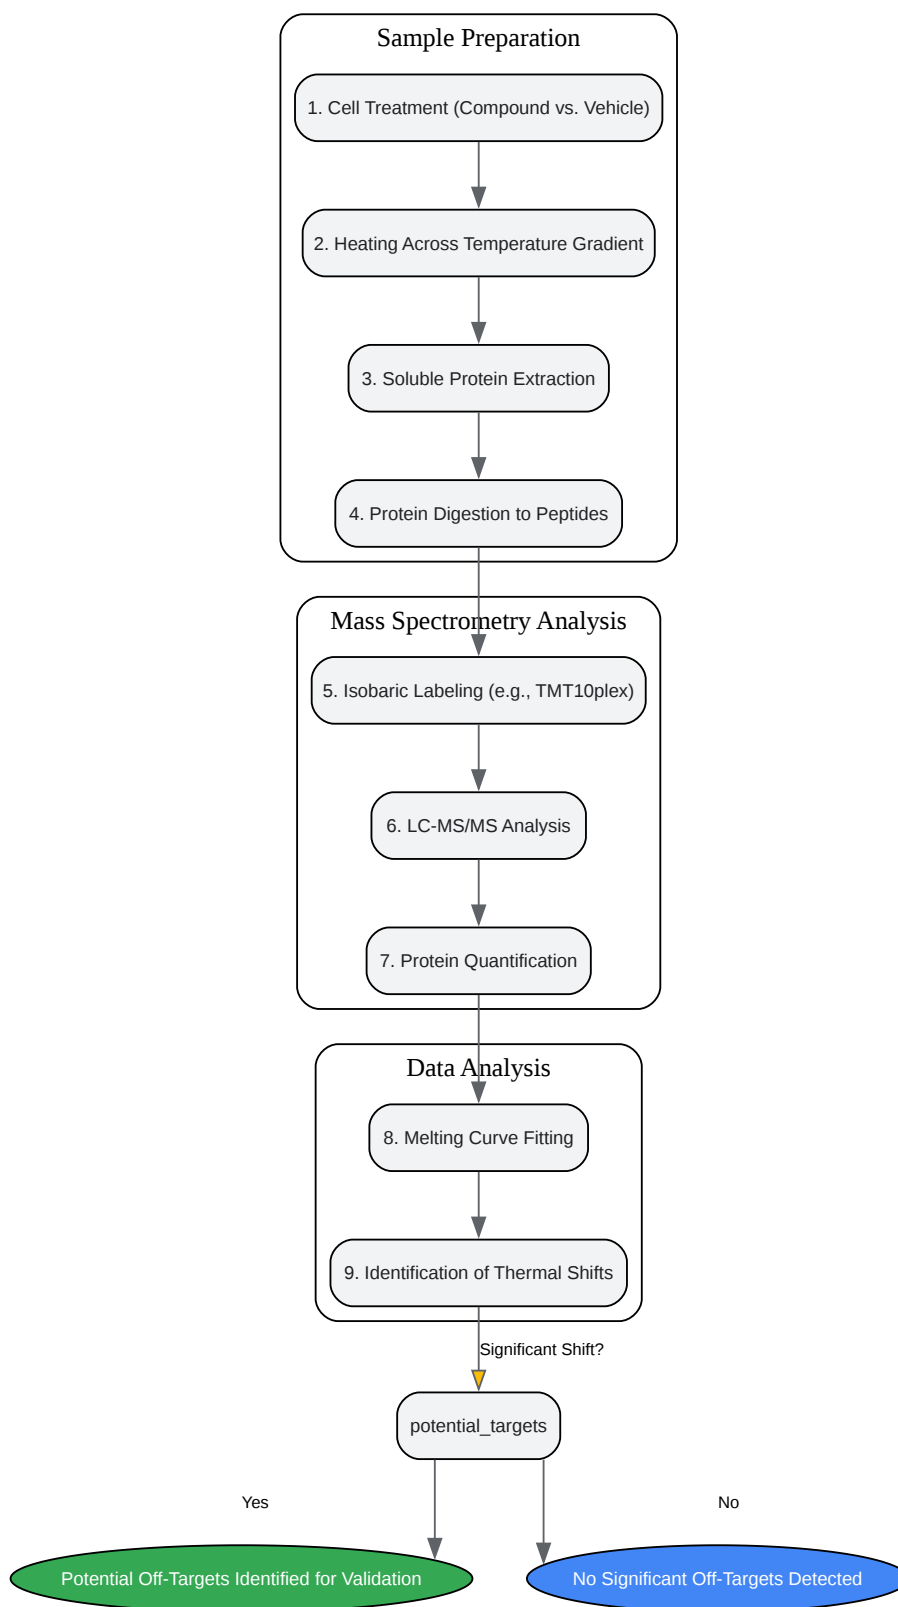 Sample Preparation
1. Cell Treatment (Compound vs. Vehicle)
2. Heating Across Temperature Gradient
3. Soluble Protein Extraction
4. Protein Digestion to Peptides
Mass Spectrometry Analysis
5. Isobaric Labeling (e.g., TMT10plex)
6. LC-MS/MS Analysis
7. Protein Quantification
Data Analysis
8. Melting Curve Fitting
9. Identification of Thermal Shifts
Significant Shift?
potential_targets
Yes
No
Potential Off-Targets Identified for Validation
No Significant Off-Targets Detected